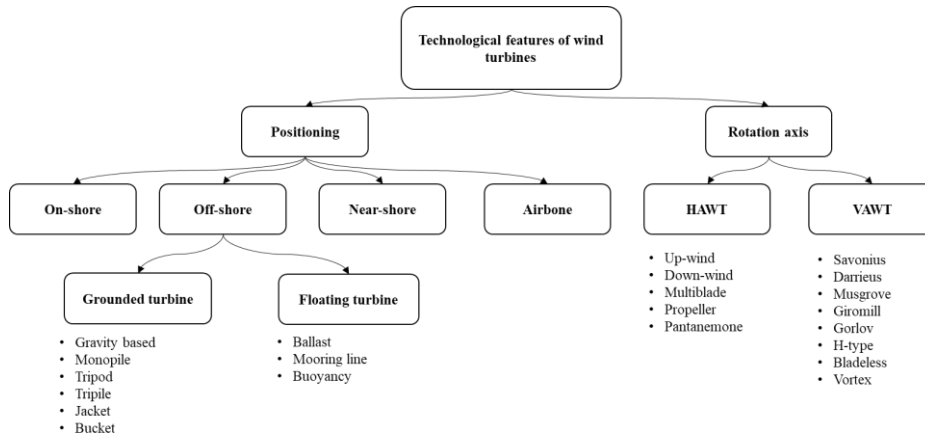 Technological features of wind
turbines
Positioning
Rotation axis
On-shore
Off-shore
Near-shore
Airbone
HAWT
VAWT
Grounded turbine
Floating turbine
• Gravity based
• Monopile
• Tripod
• Tripile
• Jacket
• Bucket
• Ballast
• Mooring line
• Buoyancy
• Up-wind
• Down-wind
• Multiblade
• Propeller
• Pantanemone
• Savonius
• Darrieus
• Musgrove
• Giromill
• Gorlov
• H-type
• Bladeless
• Vortex